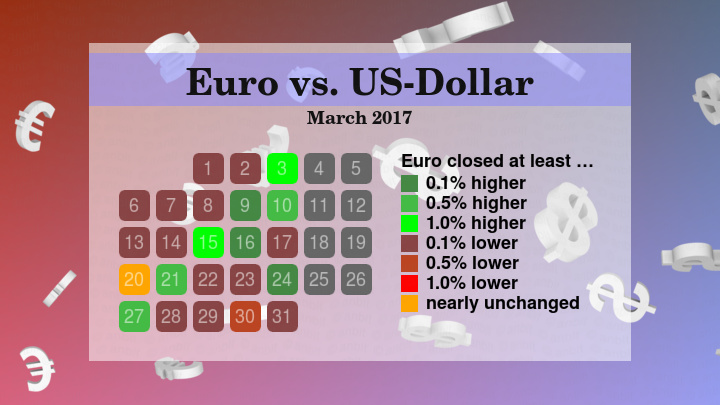 Euro vs. US-Dollar
March 2017
1 2 3 4 5
6 7 8 9 10 11 12
13 14 15 16 17 18 19
20 21 22 23 24 25 26
27 28 29 30 31
Euro closed at least …
0.1% higher
0.5% higher
1.0% higher
0.1% lower
0.5% lower
1.0% lower
nearly unchanged